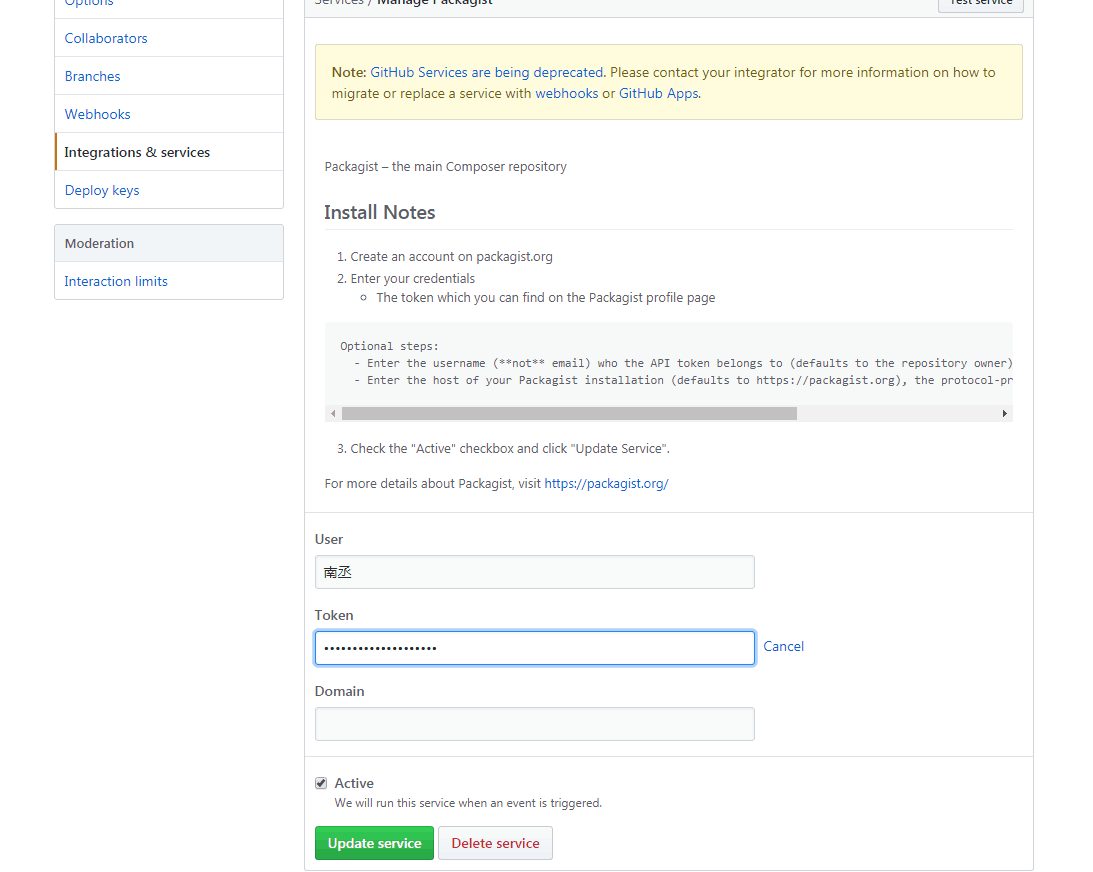 Options
Services / Manage Packagist
Test service
Collaborators
Branches
Webhooks
Integrations & services
Deploy keys
Moderation
Interaction limits
Note: GitHub Services are being deprecated. Please contact your integrator for more information on how to
migrate or replace a service with webhooks or GitHub Apps.
Packagist – the main Composer repository
Install Notes
1. Create an account on packagist.org
2. Enter your credentials
The token which you can find on the Packagist profile page
Optional steps:
- Enter the username (**not** email) who the API token belongs to (defaults to the repository owner)
- Enter the host of your Packagist installation (defaults to https://packagist.org), the protocol-pr
3. Check the "Active" checkbox and click "Update Service".
For more details about Packagist, visit https://packagist.org/
User
南丞
Token
••••••••••••••••••••
Cancel
Domain
Active
We will run this service when an event is triggered.
Update service
Delete service